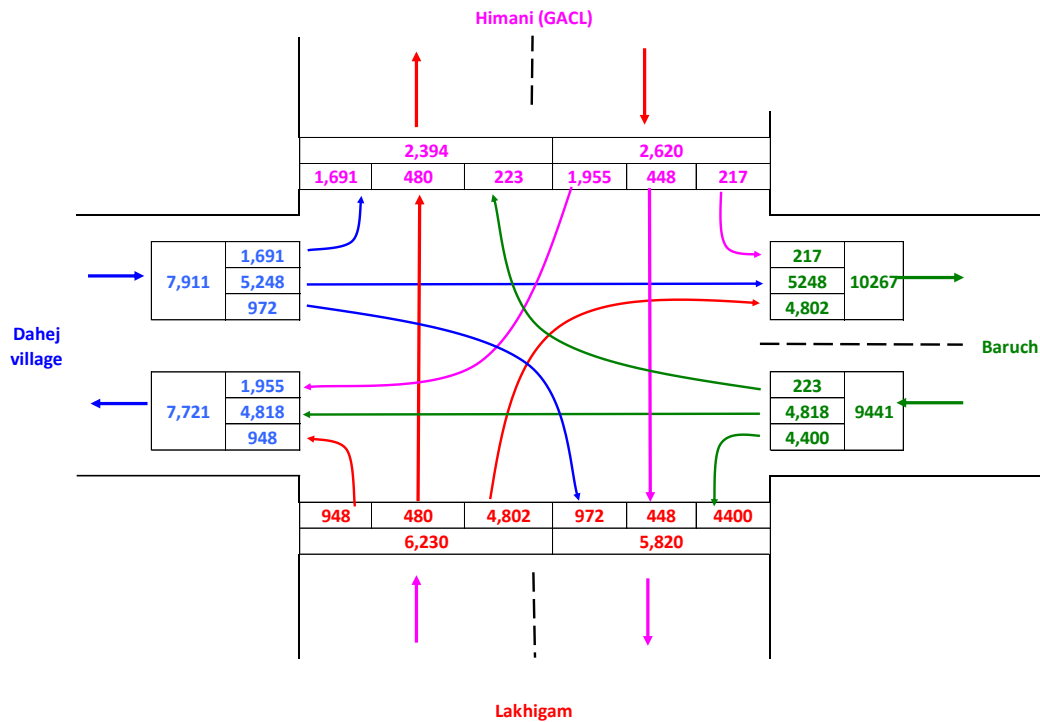 Himani (GACL)
2,394 2,620
1,691 480 223 1,955 448 217
7,911 1,691 5,248 972
217 5248 4,802 10267
Dahej
village
Baruch
7,721 1,955 4,818 948
223 4,818 4,400 9441
948 480 4,802 972 448 4400
6,230 5,820
Lakhigam